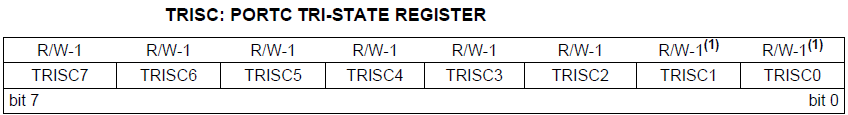 TRISC: PORTC TRI-STATE REGISTER
R/W-1 R/W-1 R/W-1 R/W-1 R/W-1 R/W-1 R/W-1(1) R/W-1(1)
TRISC7 TRISC6 TRISC5 TRISC4 TRISC3 TRISC2 TRISC1 TRISC0
bit 7 bit 0